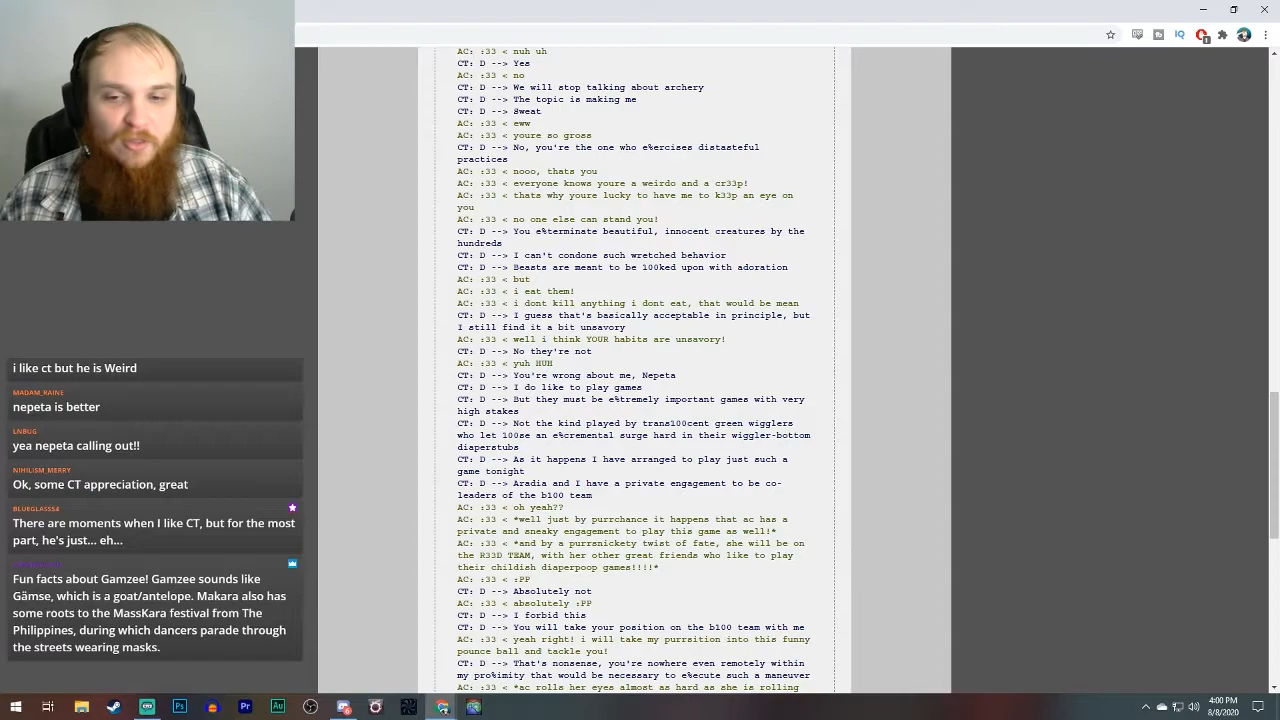 AC: :33 < nuh uh
CT: D --> Yes
AC: :33 < no
CT: D --> We will stop talking about archery
CT: D --> The topic is making me
CT: D --> Sweat
AC: :33 < eww
AC: :33 < youre so gross
CT: D --> No, you're the one who e%ercises distasteful
practices
AC: :33 < nooo, thats you
AC: :33 < everyone knows youre a weirdo and a cr33p!
AC: :33 < thats why youre lucky to have me to k33p an eye on
you
AC: :33 < no one else can stand you!
CT: D --> You e%terminate beautiful, innocent creatures by the
hundreds
CT: D --> I can't condone such wretched behavior
CT: D --> Beasts are meant to be 100ked upon with adoration
AC: :33 < but
AC: :33 < i eat them!
AC: :33 < i dont kill anything i dont eat, that would be mean
CT: D --> I guess that's basically acceptable in principle, but
I still find it a bit unsavory
AC: :33 < well i think YOUR habits are unsavory!
CT: D --> No they're not
AC: :33 < yuh HUH
CT: D --> You're wrong about me, Nepeta
CT: D --> I do like to play games
CT: D --> But they must be e%tremely important games with very
high stakes
CT: D --> Not the kind played by trans100cent green wigglers
who let 100se an e%cremental surge hard in their wiggler-bottom
diaperstubs
CT: D --> As it happens I have arranged to play just such a
game tonight
CT: D --> Aradia and I have a private engagement to be co-
leaders of the b100 team
AC: :33 < oh yeah??
AC: :33 < *well just by purrchance it happens that ac has a
private and sneaky engagement to play this game as well!*
AC: :33 < *and by a purrsnickety twist of fate, she will be on
the R33D TEAM, with her other great friends who like to play
their childish diaperpoop games!!!!*
AC: :33 < :PP
CT: D --> Absolutely not
AC: :33 < absolutely :PP
CT: D --> I forbid this
CT: D --> You will take your position on the b100 team with me
AC: :33 < yeah right! i will take my purrsition into this funny
pounce ball and tackle you!
CT: D --> That's nonsense, you're nowhere even remotely within
my pro%imity that would be necessary to e%ecute such a maneuver
AC: :33 < *ac rolls her eyes almost as hard as she is rolling
i like ct but he is Weird
MADAM_RAINE
nepeta is better
LNBUG
yea nepeta calling out!!
NIHILISM_MERRY
Ok, some CT appreciation, great
BLUEGLASS54
There are moments when I like CT, but for the most
part, he's just... eh...
Fun facts about Gamzee! Gamzee sounds like
Gämse, which is a goat/antelope. Makara also has
some roots to the MassKara festival from The
Philippines, during which dancers parade through
the streets wearing masks.
4:00 PM
8/8/2020